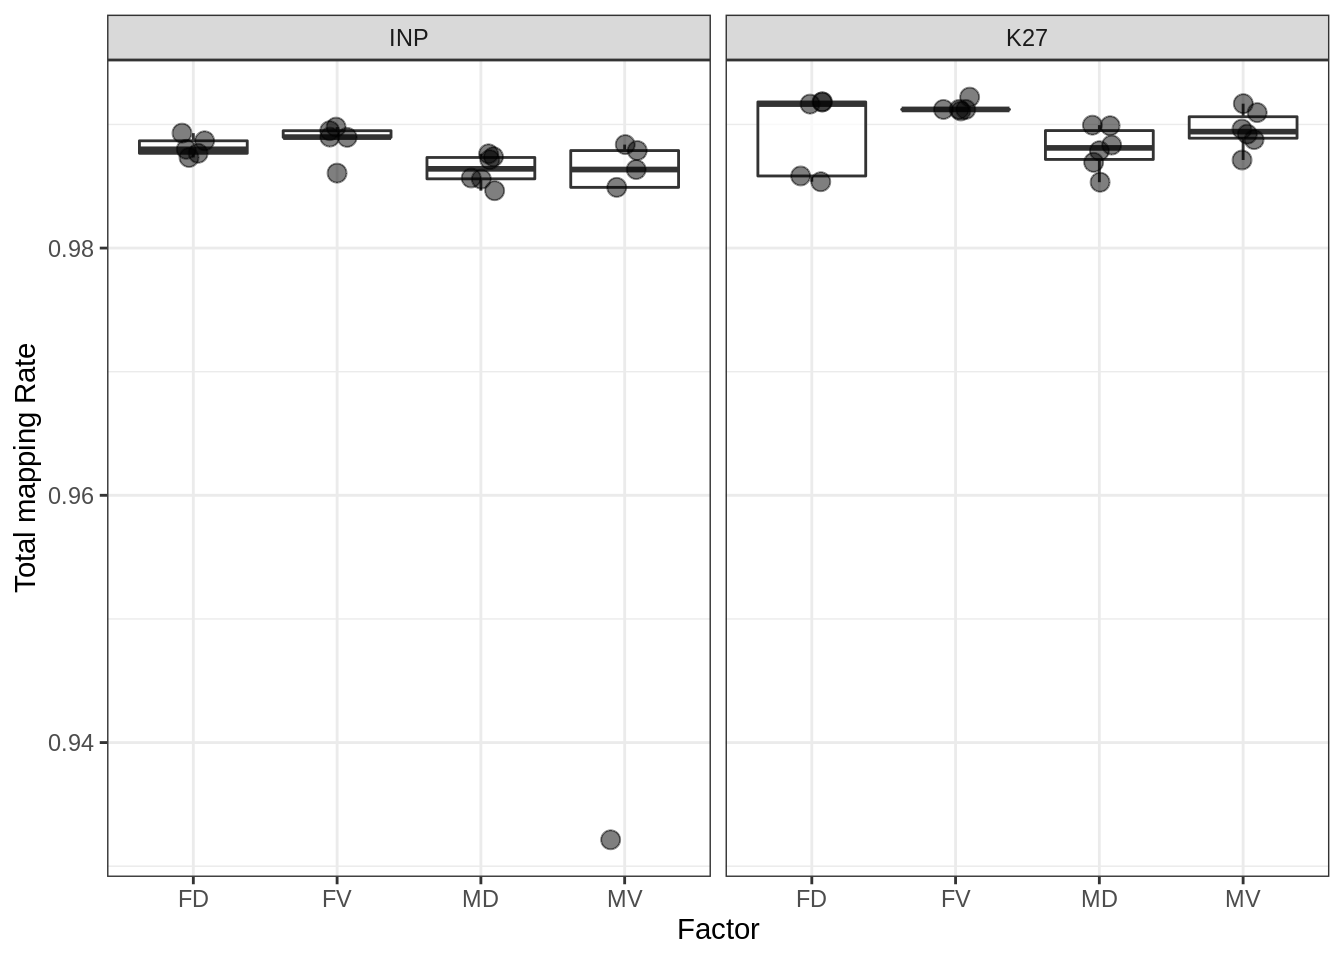 INP
K27
0.98
0.96
0.94
Total mapping Rate
FD FV MD MV
FD FV MD MV
Factor